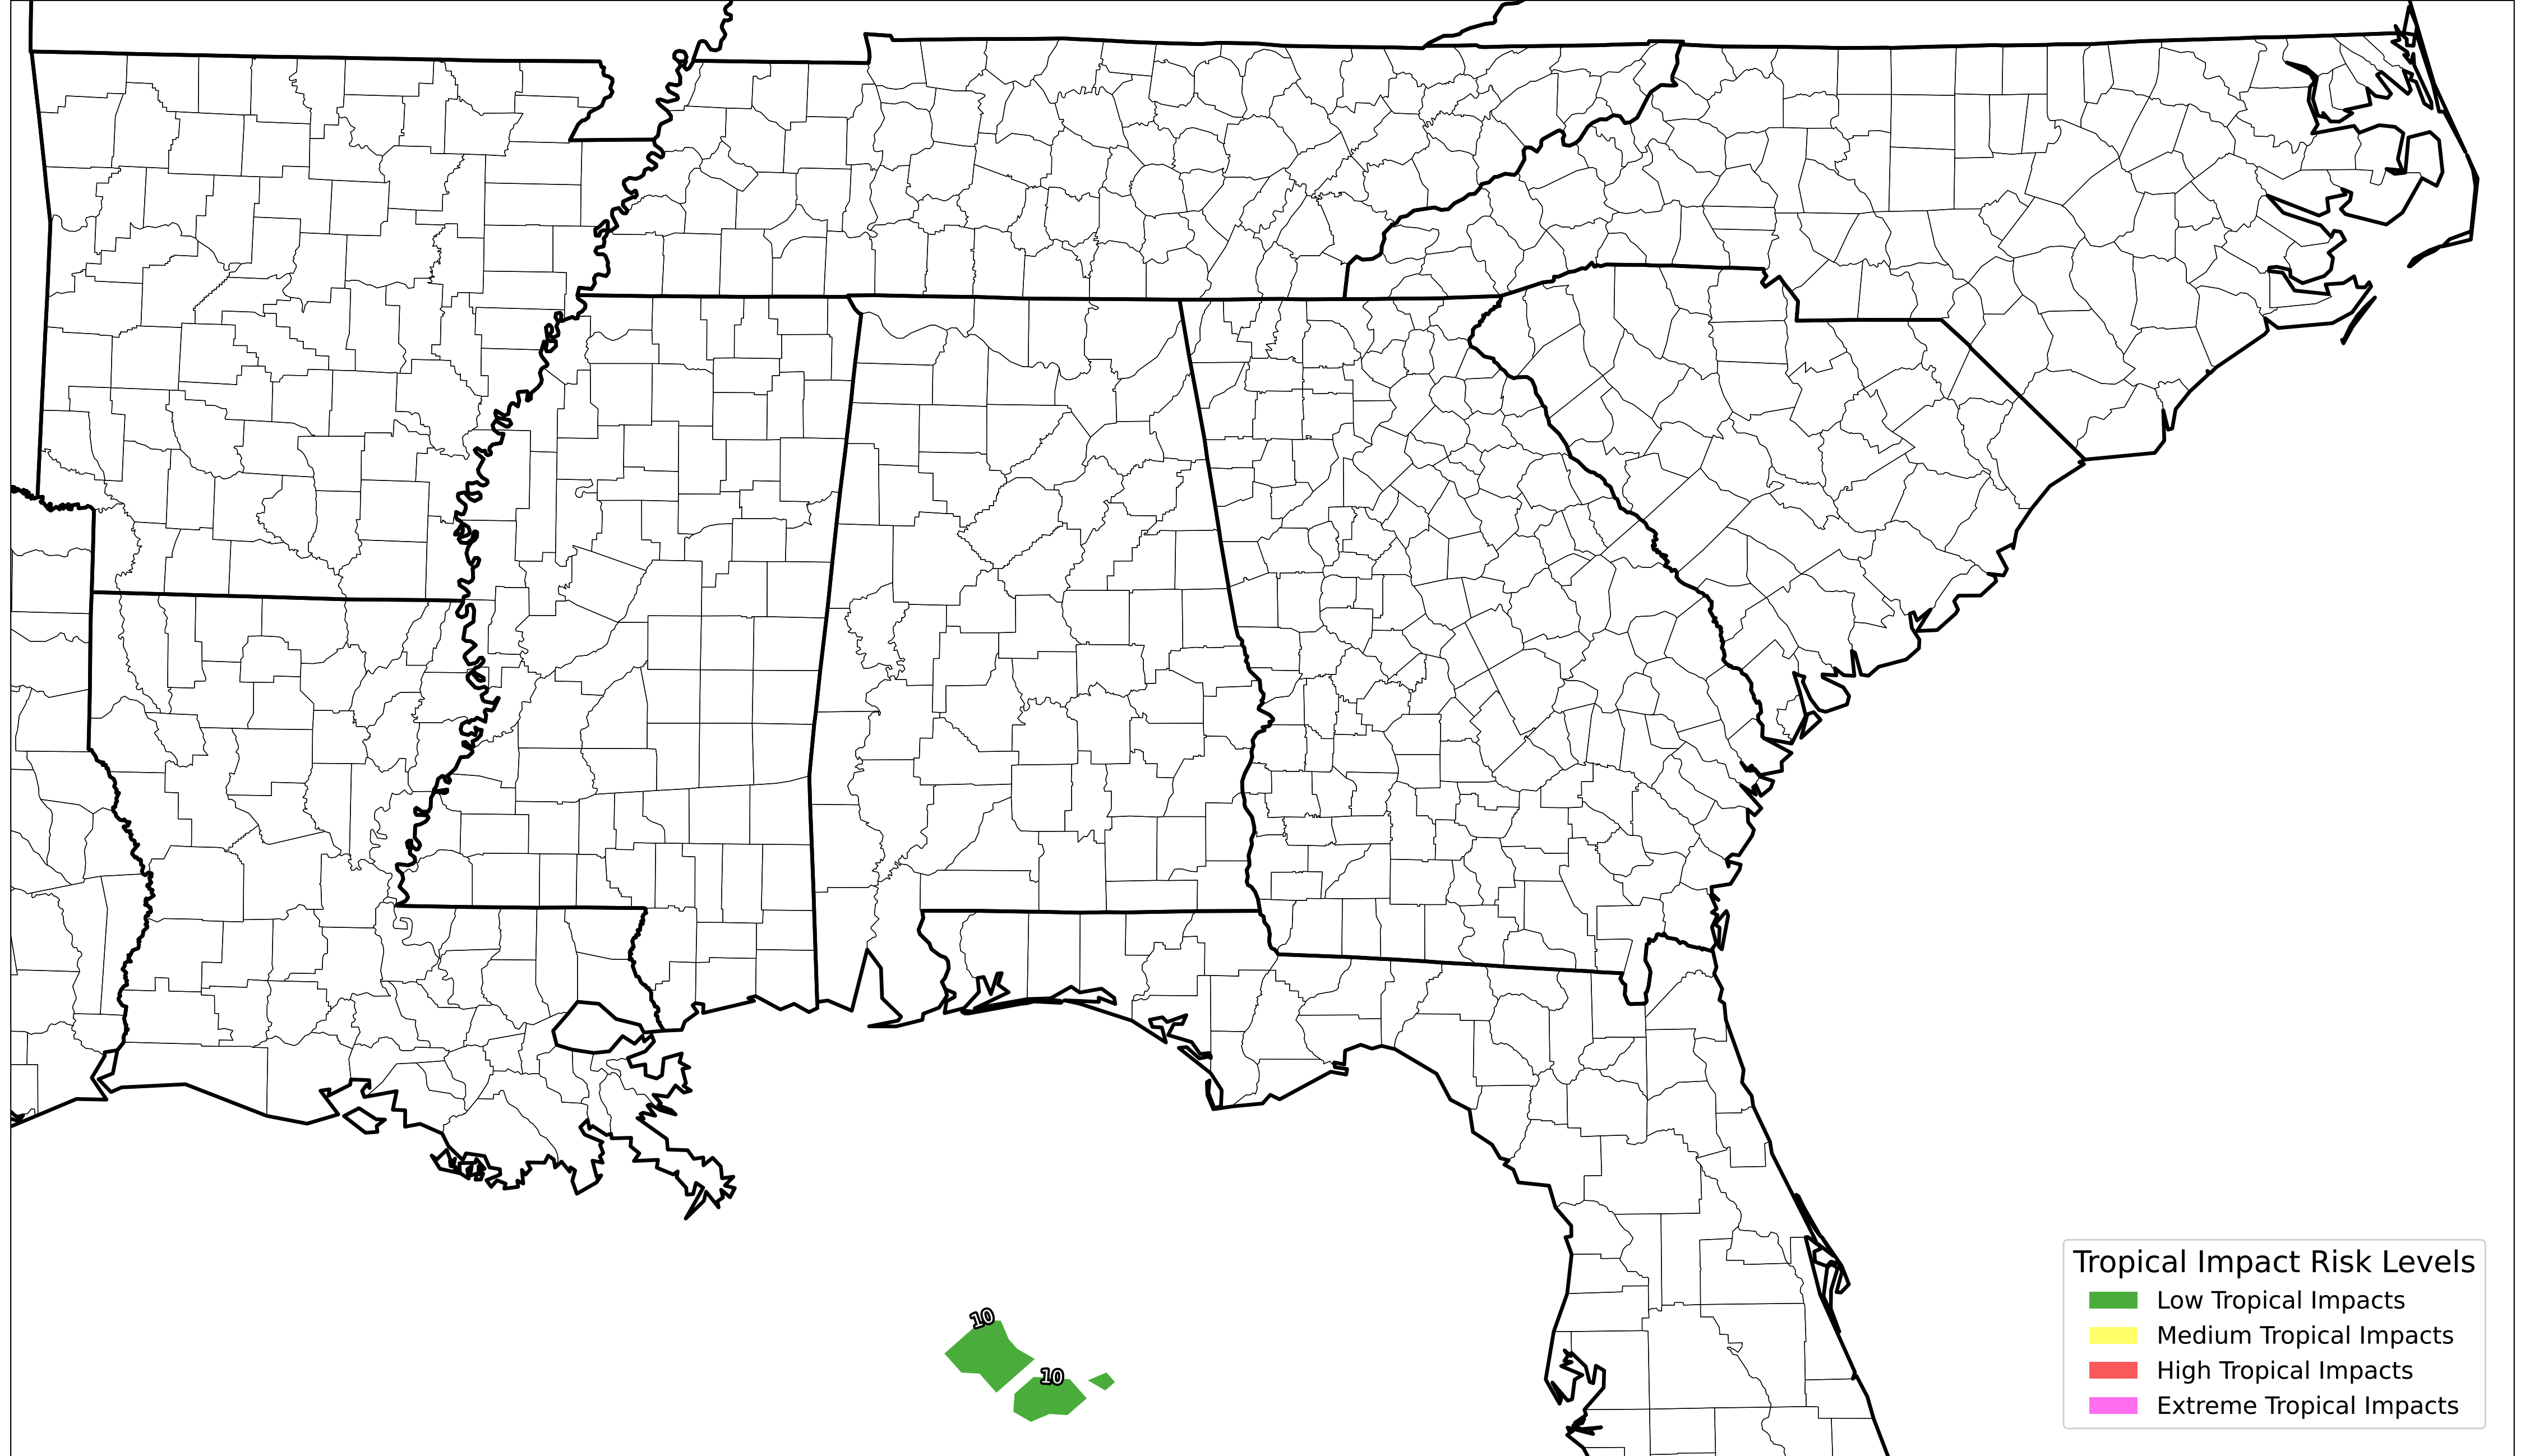 10
10
Tropical Impact Risk Levels
Low Tropical Impacts
Medium Tropical Impacts
High Tropical Impacts
Extreme Tropical Impacts